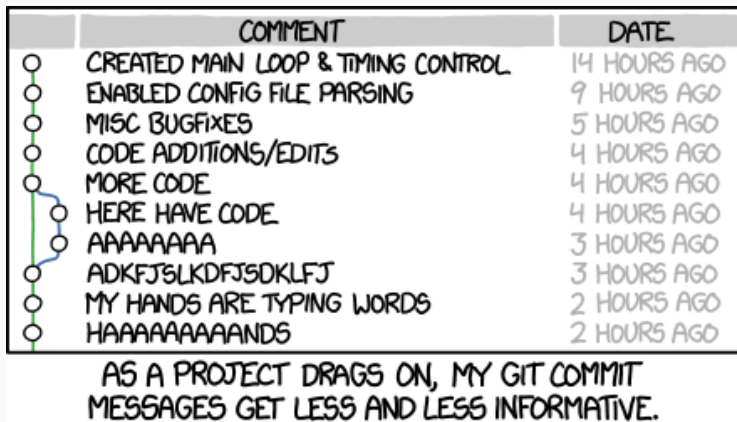 COMMENT DATE
CREATED MAIN LOOP & TIMING CONTROL 14 HOURS AGO
ENABLED CONFIG FILE PARSING 9 HOURS AGO
MISC BUGFIXES 5 HOURS AGO
CODE ADDITIONS/EDITS 4 HOURS AGO
MORE CODE 4 HOURS AGO
HERE HAVE CODE 4 HOURS AGO
AAAAAAAA 3 HOURS AGO
ADKFJSLKDFJSDKLFJ 3 HOURS AGO
MY HANDS ARE TYPING WORDS 2 HOURS AGO
HAAAAAAAAANDS 2 HOURS AGO
AS A PROJECT DRAGS ON, MY GIT COMMIT
MESSAGES GET LESS AND LESS INFORMATIVE.